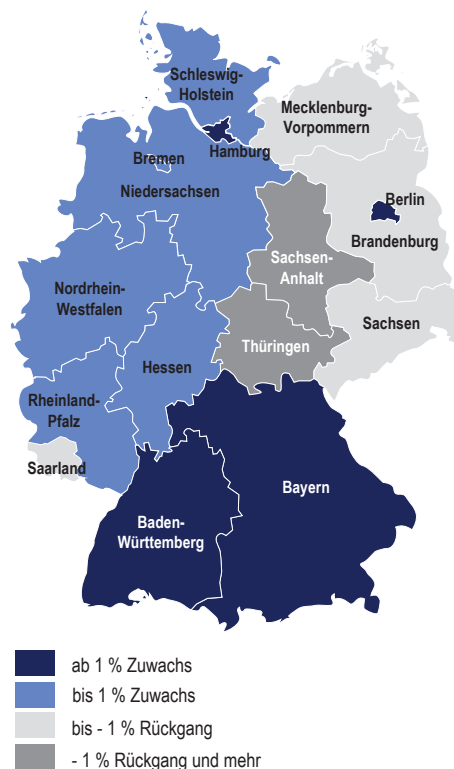 Schleswig-
Holstein
Mecklenburg-
Vorpommern
Hamburg
Bremen
Niedersachsen
Berlin
Brandenburg
Sachsen-
Anhalt
Nordrhein-
Westfalen
Sachsen
Thüringen
Hessen
Rheinland-
Pfalz
Saarland
Bayern
Baden-
Württemberg
ab 1 % Zuwachs
bis 1 % Zuwachs
bis - 1 % Rückgang
- 1 % Rückgang und mehr